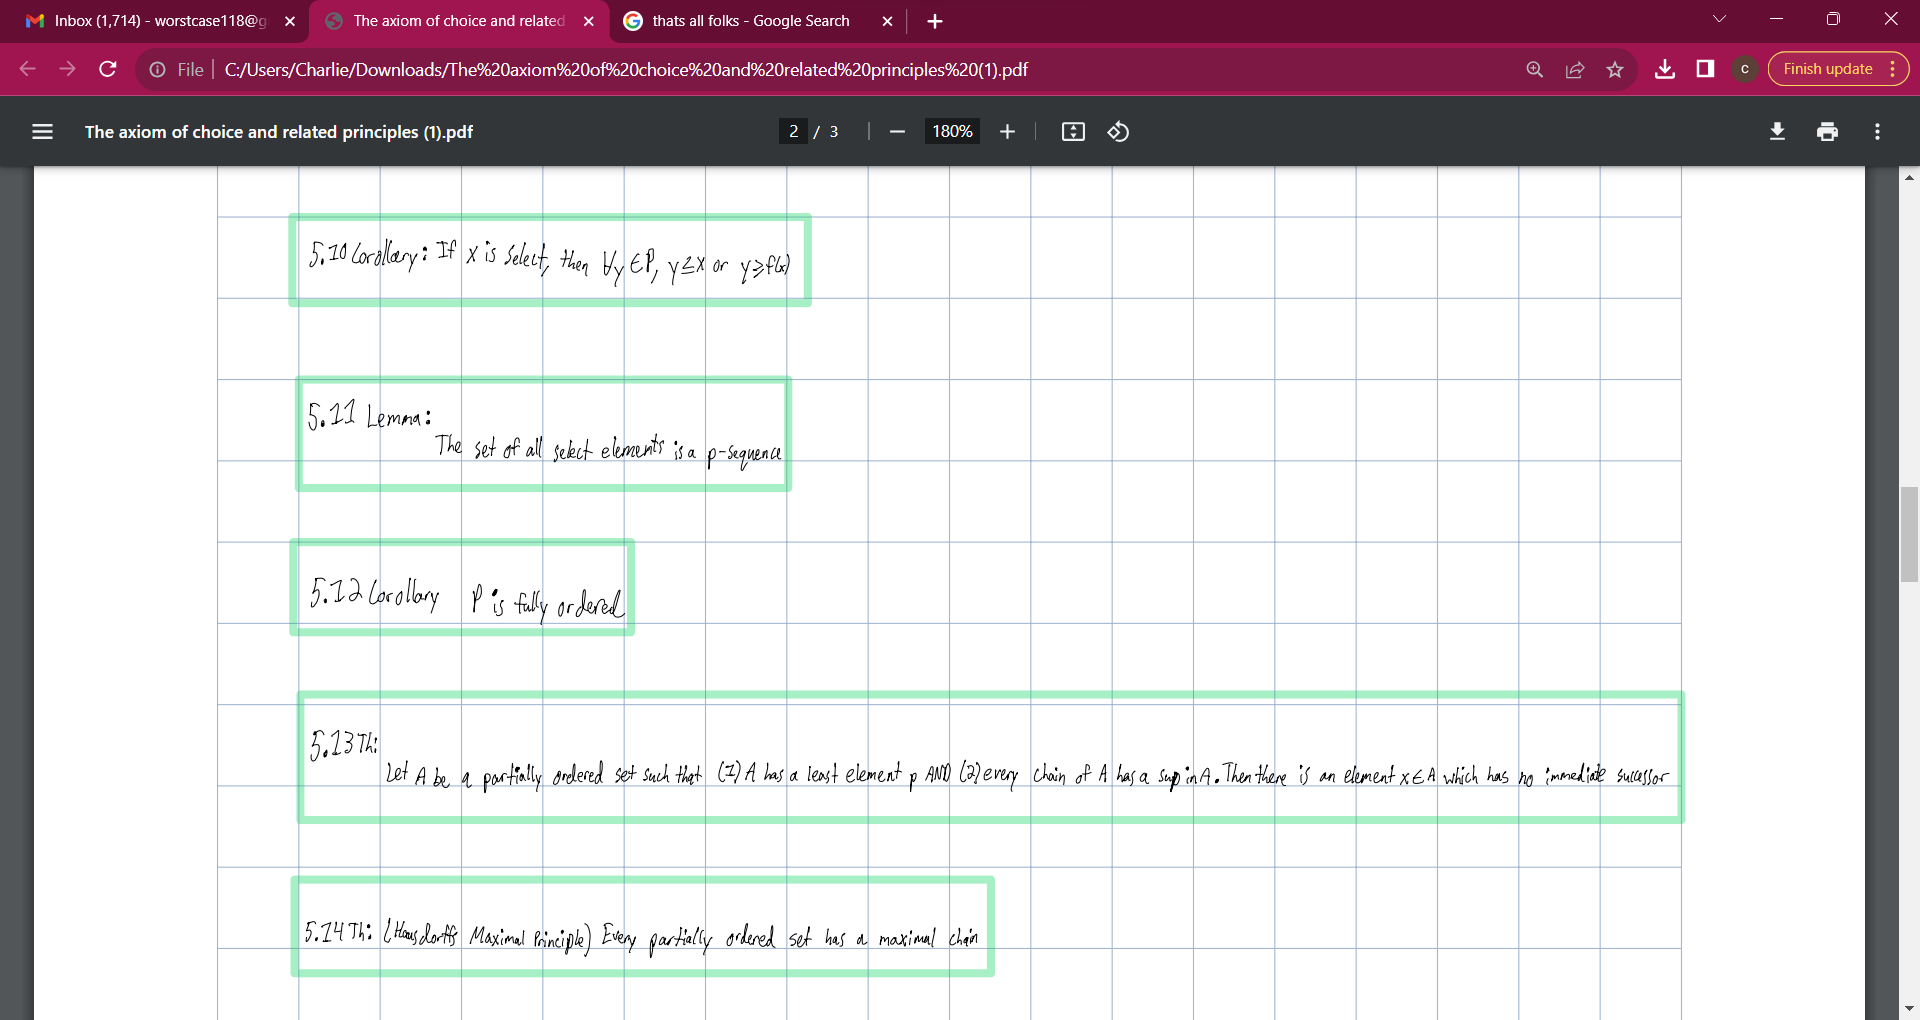 Inbox (1,714) - worstcase118@g
The axiom of choice and related
thats all folks - Google Search
File
C:/Users/Charlie/Downloads/The%20axiom%20of%20choice%20and%20related%20principles%20(1).pdf
C
Finish update
The axiom of choice and related principles (1).pdf
2 / 3
180%
5.10 Corollary: If x is select, then ∀y ∈ P, y ≤ x or y ≥ f(x)
5.11 Lemma:
The set of all select elements is a p-sequence
5.12 Corollary P is fully ordered
5.13 Th:
Let A be a partially ordered set such that (1) A has a least element p AND (2) every chain of A has a sup in A. Then there is an element x ∈ A which has no immediate successor
5.14 Th: (Hausdorffs Maximal Principle) Every partially ordered set has a maximal chain